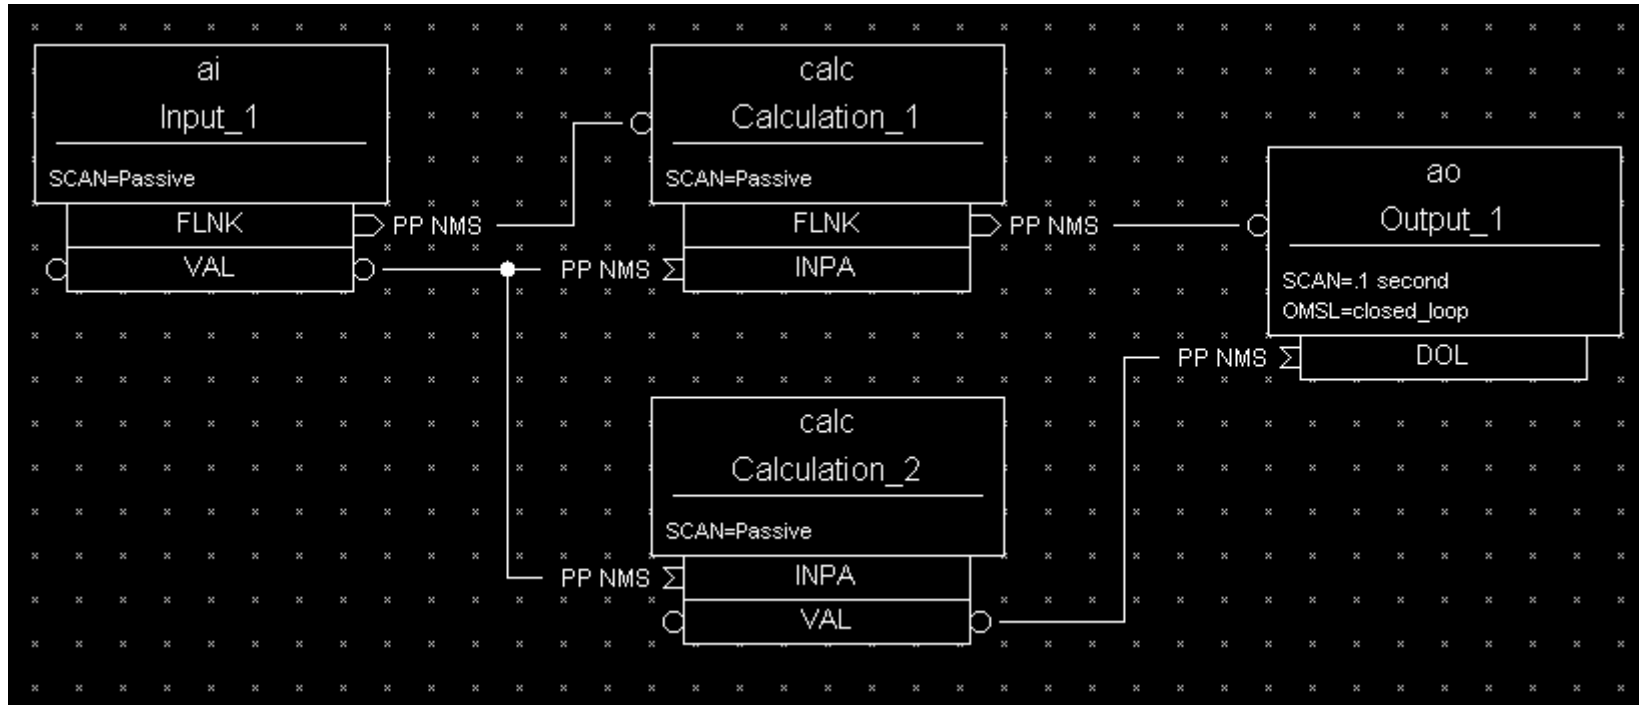 ai
Input_1
SCAN=Passive
FLNK
PP NMS
VAL
calc
Calculation_1
SCAN=Passive
FLNK
PP NMS
PP NMS
INPA
ao
Output_1
SCAN=.1 second
OMSL=closed_loop
PP NMS
DOL
calc
Calculation_2
SCAN=Passive
PP NMS
INPA
VAL